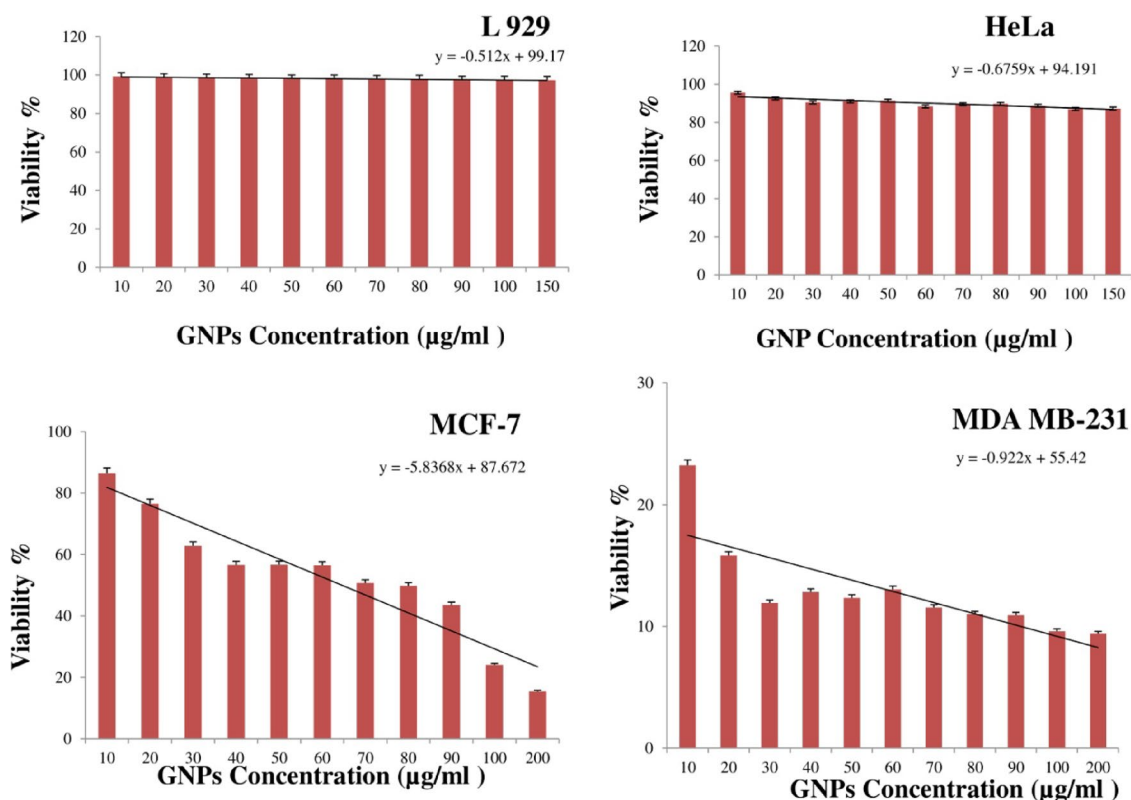 L 929
y = -0.512x + 99.17
Viability %
120
100
80
60
40
20
0
10 20 30 40 50 60 70 80 90 100 150
GNPs Concentration (µg/ml )
HeLa
y = -0.6759x + 94.191
Viability %
120
100
80
60
40
20
0
10 20 30 40 50 60 70 80 90 100 150
GNP Concentration (µg/ml )
MCF-7
y = -5.8368x + 87.672
Viability %
100
80
60
40
20
0
10 20 30 40 50 60 70 80 90 100 200
GNPs Concentration (µg/ml )
MDA MB-231
y = -0.922x + 55.42
Viability %
30
20
10
0
10 20 30 40 50 60 70 80 90 100 200
GNPs Concentration (µg/ml )